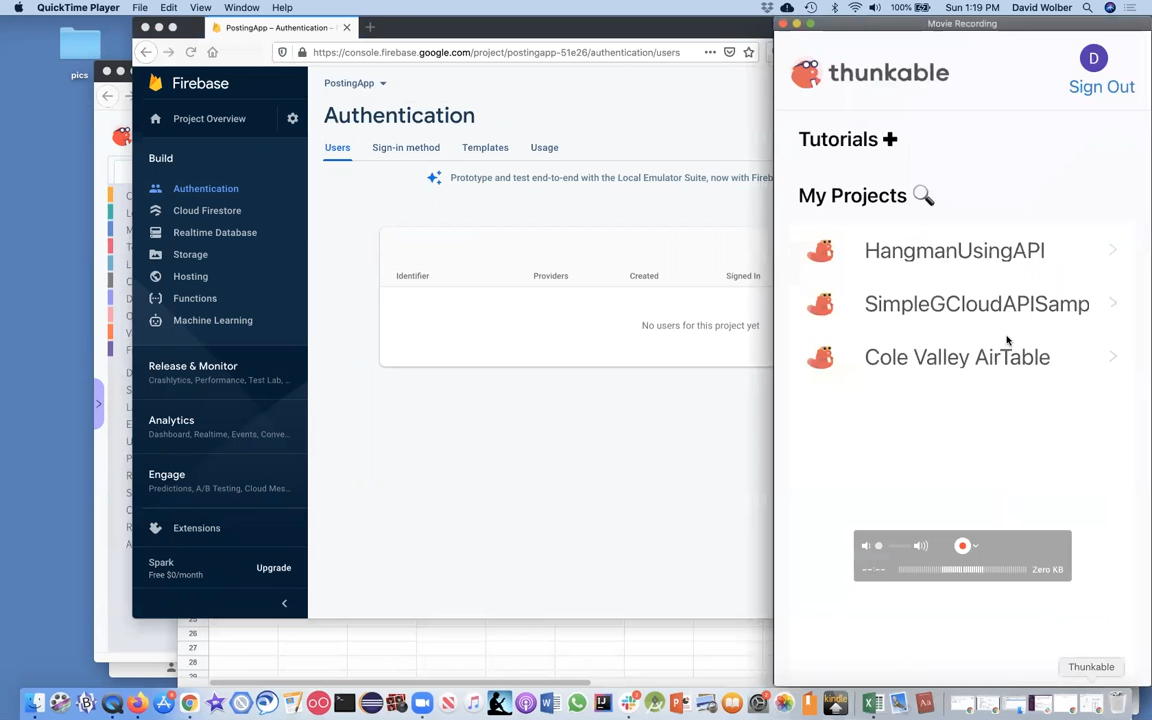 QuickTime Player File Edit View Window Help 100% Sun 1:19 PM David Wolber
pics
PostingApp – Authentication –
https://console.firebase.google.com/project/postingapp-51e26/authentication/users
Firebase
Project Overview
Build
Authentication
Cloud Firestore
Realtime Database
Storage
Hosting
Functions
Machine Learning
Release & Monitor
Crashlytics, Performance, Test Lab, ...
Analytics
Dashboard, Realtime, Events, Conve...
Engage
Predictions, A/B Testing, Cloud Mes...
Extensions
Spark
Free $0/month
Upgrade
PostingApp
Authentication
Users Sign-in method Templates Usage
Prototype and test end-to-end with the Local Emulator Suite, now with Fireb
Identifier Providers Created Signed In
No users for this project yet
26
27
28
29
Movie Recording
thunkable
D
Sign Out
Tutorials
My Projects
HangmanUsingAPI
SimpleGCloudAPISamp
Cole Valley AirTable
--:-- Zero KB
Thunkable
kindle